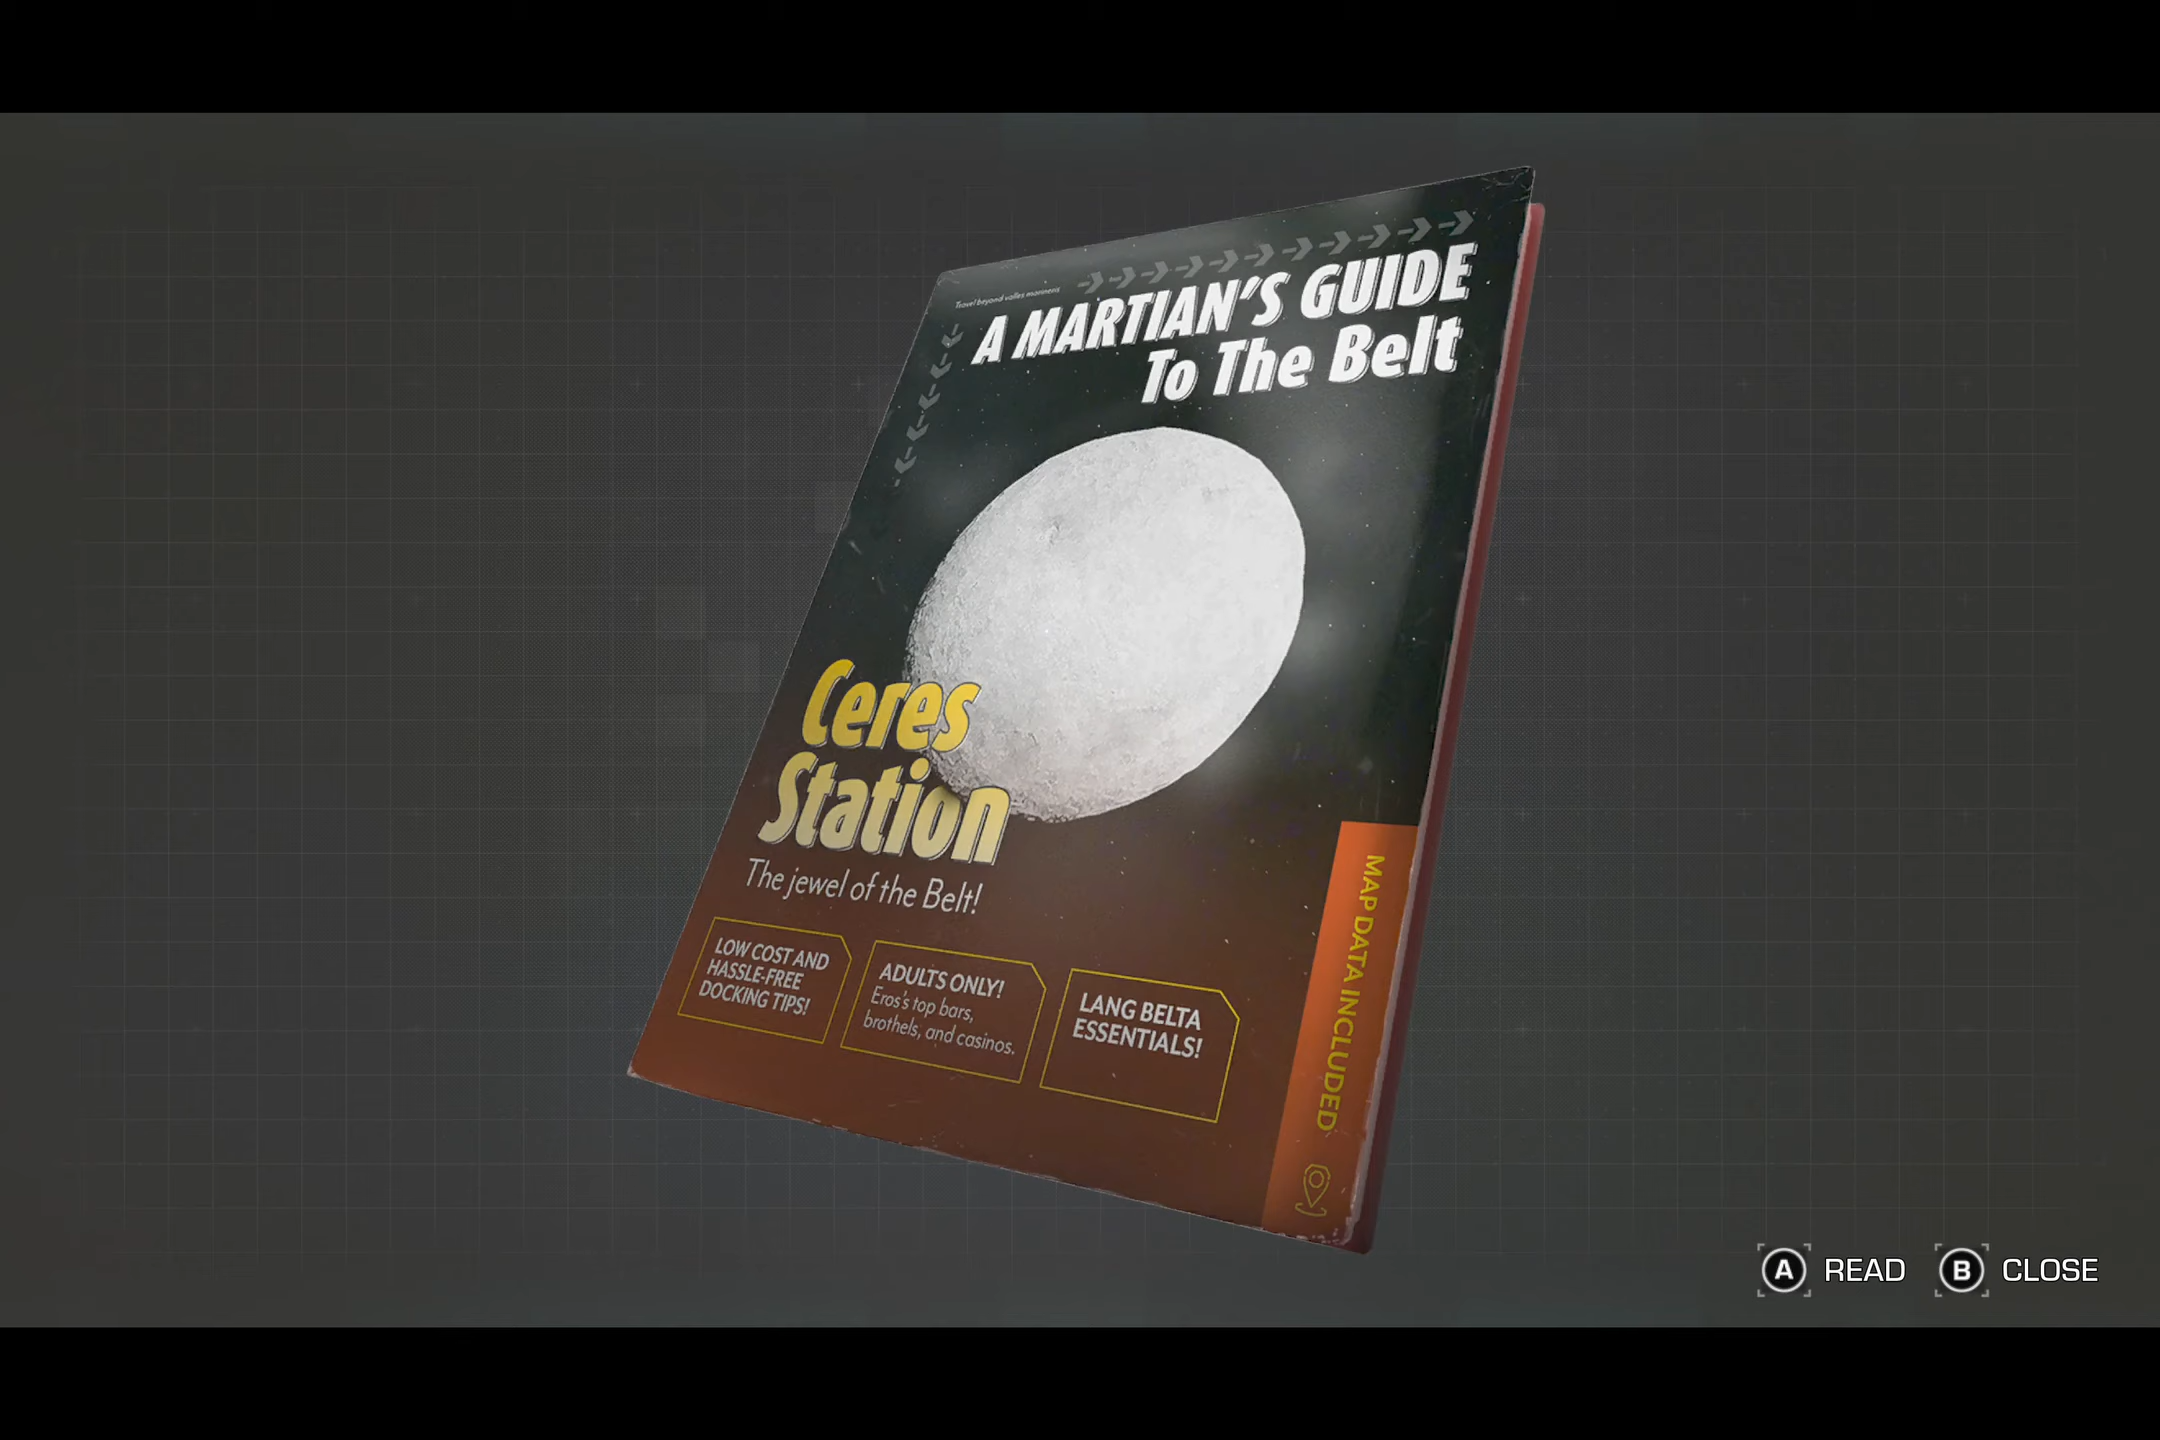 Travel beyond valles marineris
A MARTIAN'S GUIDE
To The Belt
Ceres
Station
The jewel of the Belt!
LOW COST AND
HASSLE-FREE
DOCKING TIPS!
ADULTS ONLY!
Eros's top bars,
brothels, and casinos.
LANG BELTA
ESSENTIALS!
MAP DATA INCLUDED
A READ B CLOSE